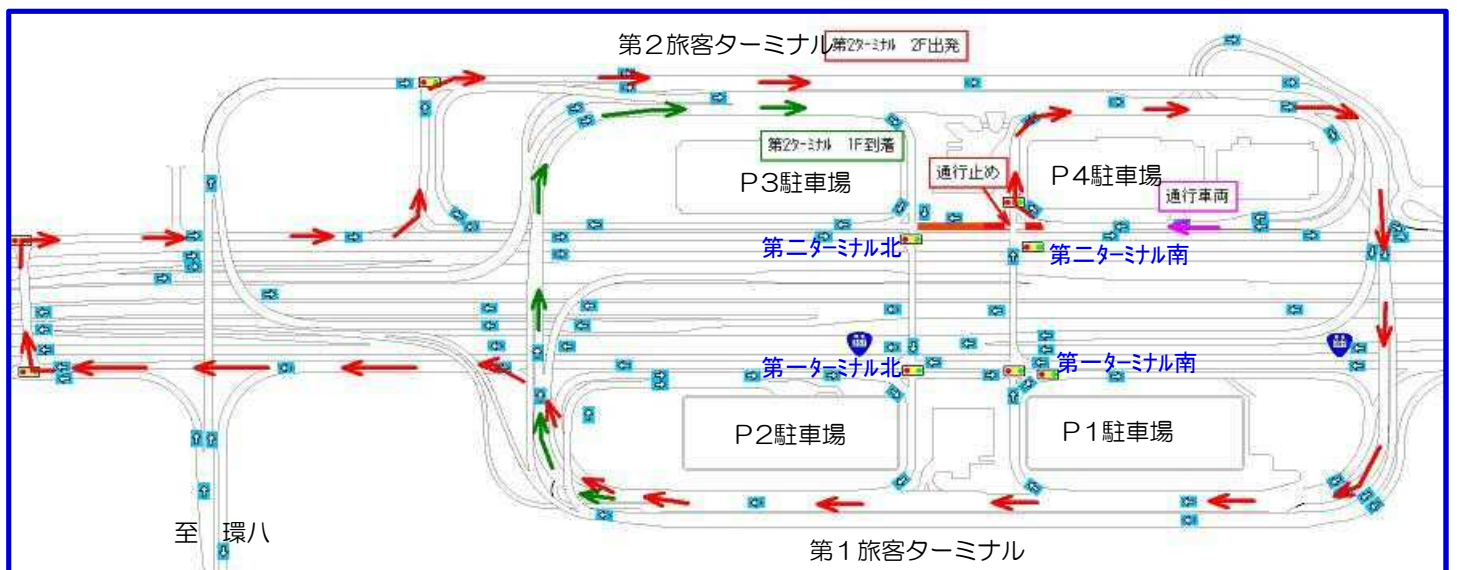 第２旅客ターミナル
第2ﾀｰﾐﾅﾙ 2F出発
第2ﾀｰﾐﾅﾙ 1F到着
P3駐車場
通行止め
P4駐車場
通行車両
第二ﾀｰﾐﾅﾙ北
第二ﾀｰﾐﾅﾙ南
第一ﾀｰﾐﾅﾙ北
第一ﾀｰﾐﾅﾙ南
P2駐車場
P1駐車場
至 環八
第１旅客ターミナル